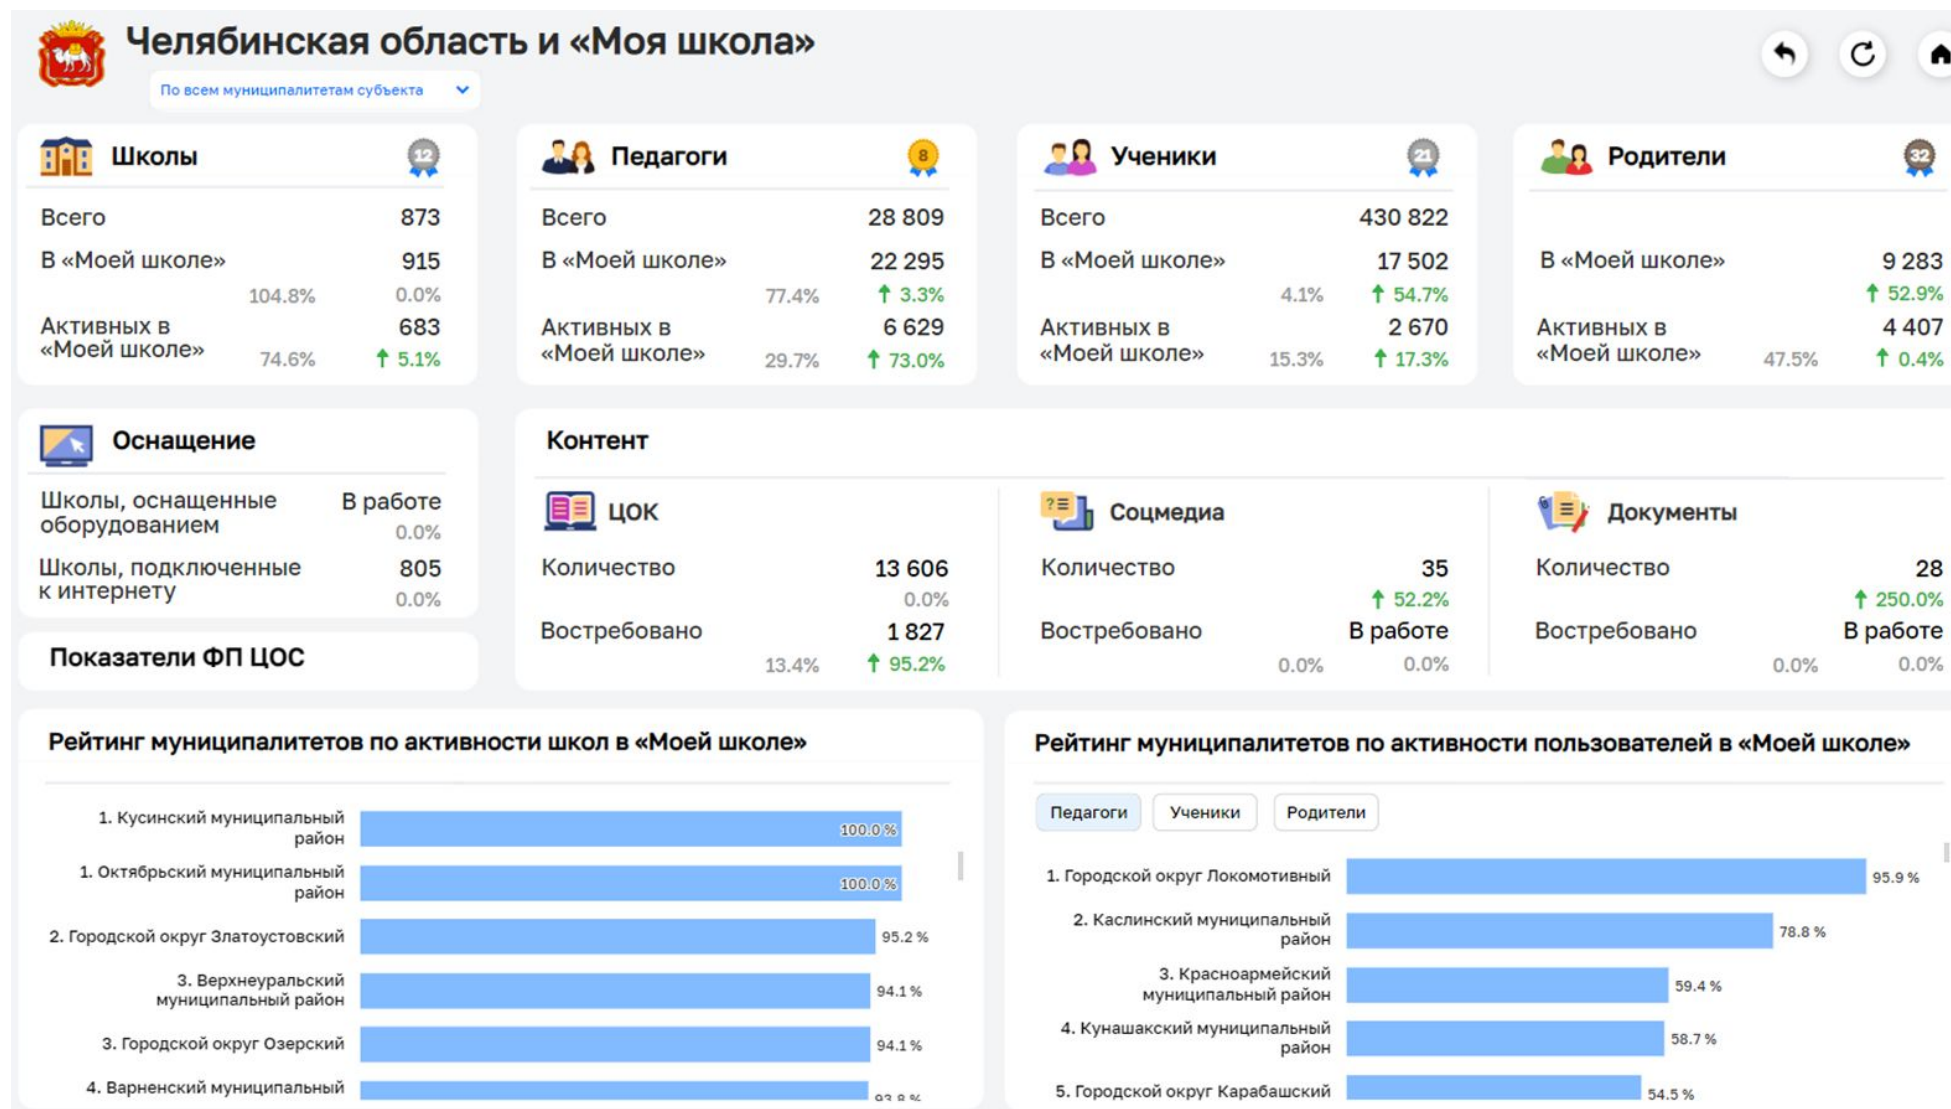 Челябинская область и «Моя школа»
По всем муниципалитетам субъекта
Школы
12
Всего
873
В «Моей школе»
915
104.8%
0.0%
Активных в
«Моей школе»
683
74.6%
5.1%
Педагоги
8
Всего
28 809
В «Моей школе»
22 295
77.4%
3.3%
Активных в
«Моей школе»
6 629
29.7%
73.0%
Ученики
21
Всего
430 822
В «Моей школе»
17 502
4.1%
54.7%
Активных в
«Моей школе»
2 670
15.3%
17.3%
Родители
32
В «Моей школе»
9 283
52.9%
Активных в
«Моей школе»
4 407
47.5%
0.4%
Оснащение
Школы, оснащенные
оборудованием
В работе
0.0%
Школы, подключенные
к интернету
805
0.0%
Показатели ФП ЦОС
Контент
ЦОК
Количество
13 606
0.0%
Востребовано
1 827
13.4%
95.2%
Соцмедиа
Количество
35
52.2%
Востребовано
В работе
0.0%
0.0%
Документы
Количество
28
250.0%
Востребовано
В работе
0.0%
0.0%
Рейтинг муниципалитетов по активности школ в «Моей школе»
1. Кусинский муниципальный
район
100.0 %
1. Октябрьский муниципальный
район
100.0 %
2. Городской округ Златоустовский
95.2 %
3. Верхнеуральский
муниципальный район
94.1 %
3. Городской округ Озерский
94.1 %
4. Варненский муниципальный
93.8 %
Рейтинг муниципалитетов по активности пользователей в «Моей школе»
Педагоги
Ученики
Родители
1. Городской округ Локомотивный
95.9 %
2. Каслинский муниципальный
район
78.8 %
3. Красноармейский
муниципальный район
59.4 %
4. Кунашакский муниципальный
район
58.7 %
5. Городской округ Карабашский
54.5 %